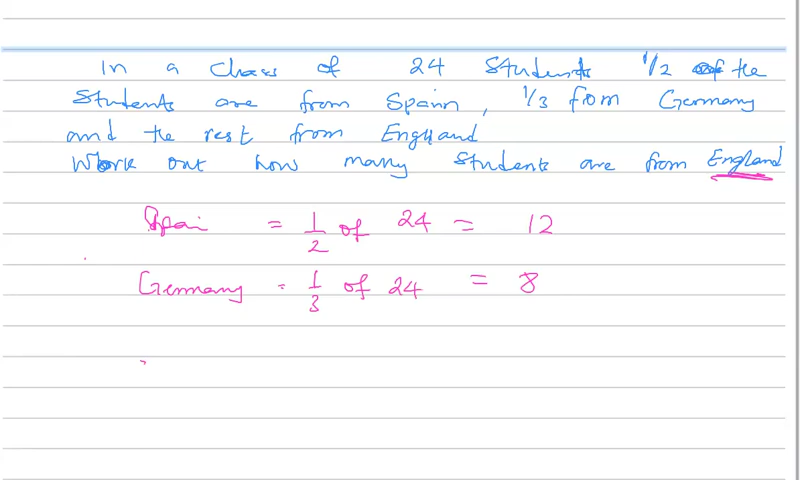 In a class of 24 Students 1/2 of the
Students are from Spain, 1/3 from Germany
and the rest from England
Work out how many Students are from England
Spai = 1/2 of 24 = 12
Germany = 1/3 of 24 = 8